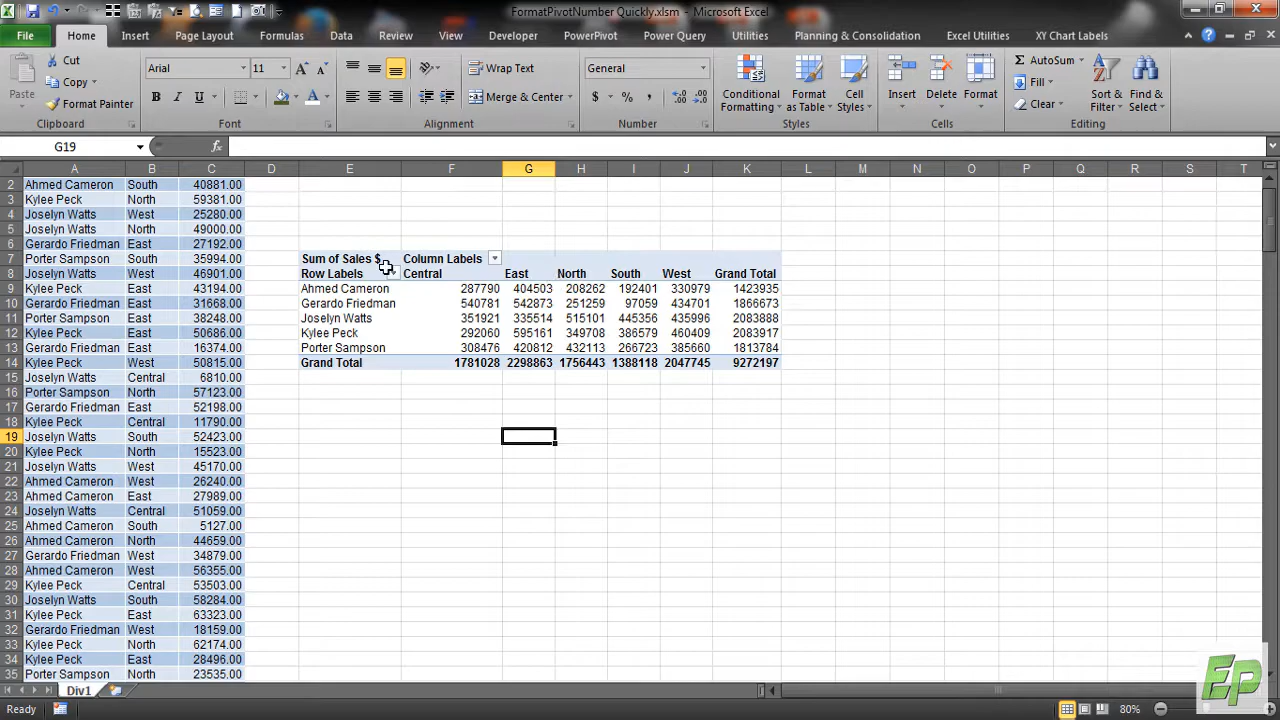 FormatPivotNumber Quickly.xlsm - Microsoft Excel
File Home Insert Page Layout Formulas Data Review View Developer PowerPivot Power Query Utilities Planning & Consolidation Excel Utilities XY Chart Labels
Paste Cut Copy Format Painter Clipboard
Arial 11 B I U A Font
Wrap Text Merge & Center Alignment
General $ % , Number
Conditional Formatting Format as Table Cell Styles Styles
Insert Delete Format Cells
AutoSum Fill Clear Sort & Filter Find & Select Editing
G19 fx
A B C D E F G H I J K L M N O P Q R S T
2 Ahmed Cameron South 40881.00
3 Kylee Peck North 59381.00
4 Joselyn Watts West 25280.00
5 Joselyn Watts North 49000.00
6 Gerardo Friedman East 27192.00
7 Porter Sampson South 35994.00 Sum of Sales $ Column Labels
8 Joselyn Watts West 46901.00 Row Labels Central East North South West Grand Total
9 Kylee Peck East 43194.00 Ahmed Cameron 287790 404503 208262 192401 330979 1423935
10 Gerardo Friedman East 31668.00 Gerardo Friedman 540781 542873 251259 97059 434701 1866673
11 Porter Sampson East 38248.00 Joselyn Watts 351921 335514 515101 445356 435996 2083888
12 Kylee Peck East 50686.00 Kylee Peck 292060 595161 349708 386579 460409 2083917
13 Gerardo Friedman East 16374.00 Porter Sampson 308476 420812 432113 266723 385660 1813784
14 Kylee Peck West 50815.00 Grand Total 1781028 2298863 1756443 1388118 2047745 9272197
15 Joselyn Watts Central 6810.00
16 Porter Sampson North 57123.00
17 Gerardo Friedman East 52198.00
18 Kylee Peck Central 11790.00
19 Joselyn Watts South 52423.00
20 Kylee Peck North 15523.00
21 Joselyn Watts West 45170.00
22 Ahmed Cameron West 26240.00
23 Ahmed Cameron East 27989.00
24 Joselyn Watts Central 51059.00
25 Ahmed Cameron South 5127.00
26 Ahmed Cameron North 44159.00
27 Gerardo Friedman West 34879.00
28 Ahmed Cameron West 56355.00
29 Kylee Peck Central 53503.00
30 Joselyn Watts South 58284.00
31 Kylee Peck East 63323.00
32 Gerardo Friedman West 18159.00
33 Kylee Peck North 62174.00
34 Kylee Peck East 28496.00
35 Porter Sampson North 23535.00
Div1
Ready 80%
EP